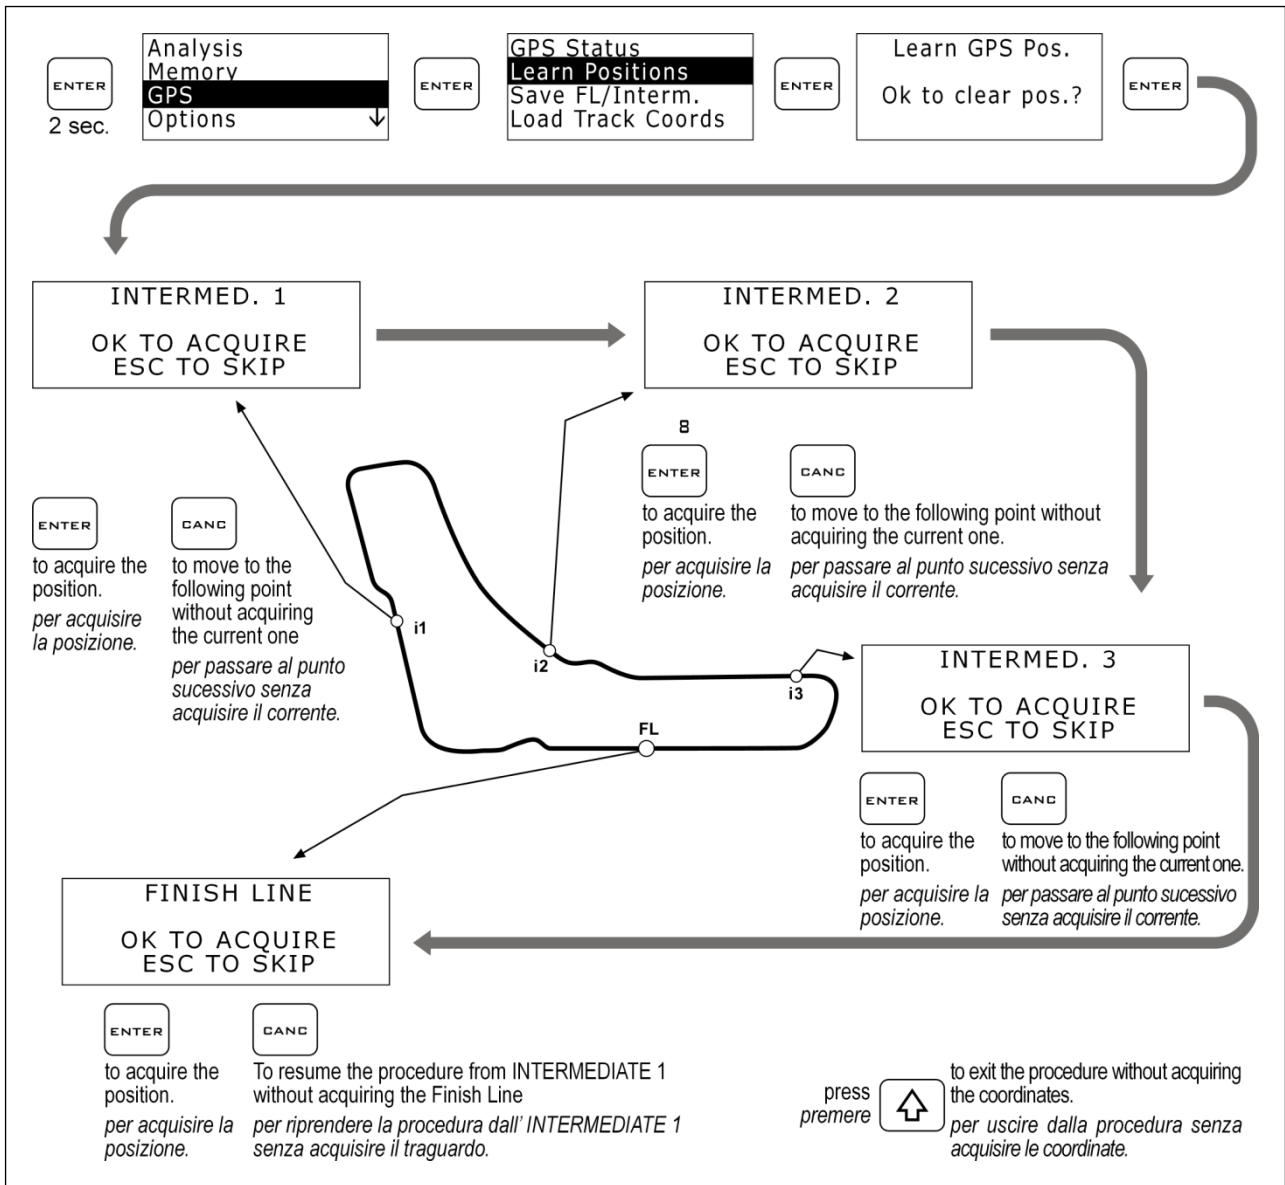 ENTER
2 sec.
Analysis
Memory
GPS
Options
ENTER
GPS Status
Learn Positions
Save FL/Interm.
Load Track Coords
ENTER
Learn GPS Pos.
Ok to clear pos.?
ENTER
INTERMED. 1
OK TO ACQUIRE
ESC TO SKIP
INTERMED. 2
OK TO ACQUIRE
ESC TO SKIP
8
ENTER
to acquire the
position.
per acquisire la
posizione.
CANC
to move to the following point without
acquiring the current one.
per passare al punto sucessivo senza
acquisire il corrente.
ENTER
to acquire the
position.
per acquisire
la posizione.
CANC
to move to the
following point
without acquiring
the current one
per passare al punto
sucessivo senza
acquisire il corrente.
i1
i2
i3
FL
INTERMED. 3
OK TO ACQUIRE
ESC TO SKIP
ENTER
to acquire the
position.
per acquisire la
posizione.
CANC
to move to the following point
without acquiring the current one.
per passare al punto sucessivo
senza acquisire il corrente.
FINISH LINE
OK TO ACQUIRE
ESC TO SKIP
ENTER
to acquire the
position.
per acquisire la
posizione.
CANC
To resume the procedure from INTERMEDIATE 1
without acquiring the Finish Line
per riprendere la procedura dall' INTERMEDIATE 1
senza acquisire il traguardo.
press
premere
to exit the procedure without acquiring
the coordinates.
per uscire dalla procedura senza
acquisire le coordinate.